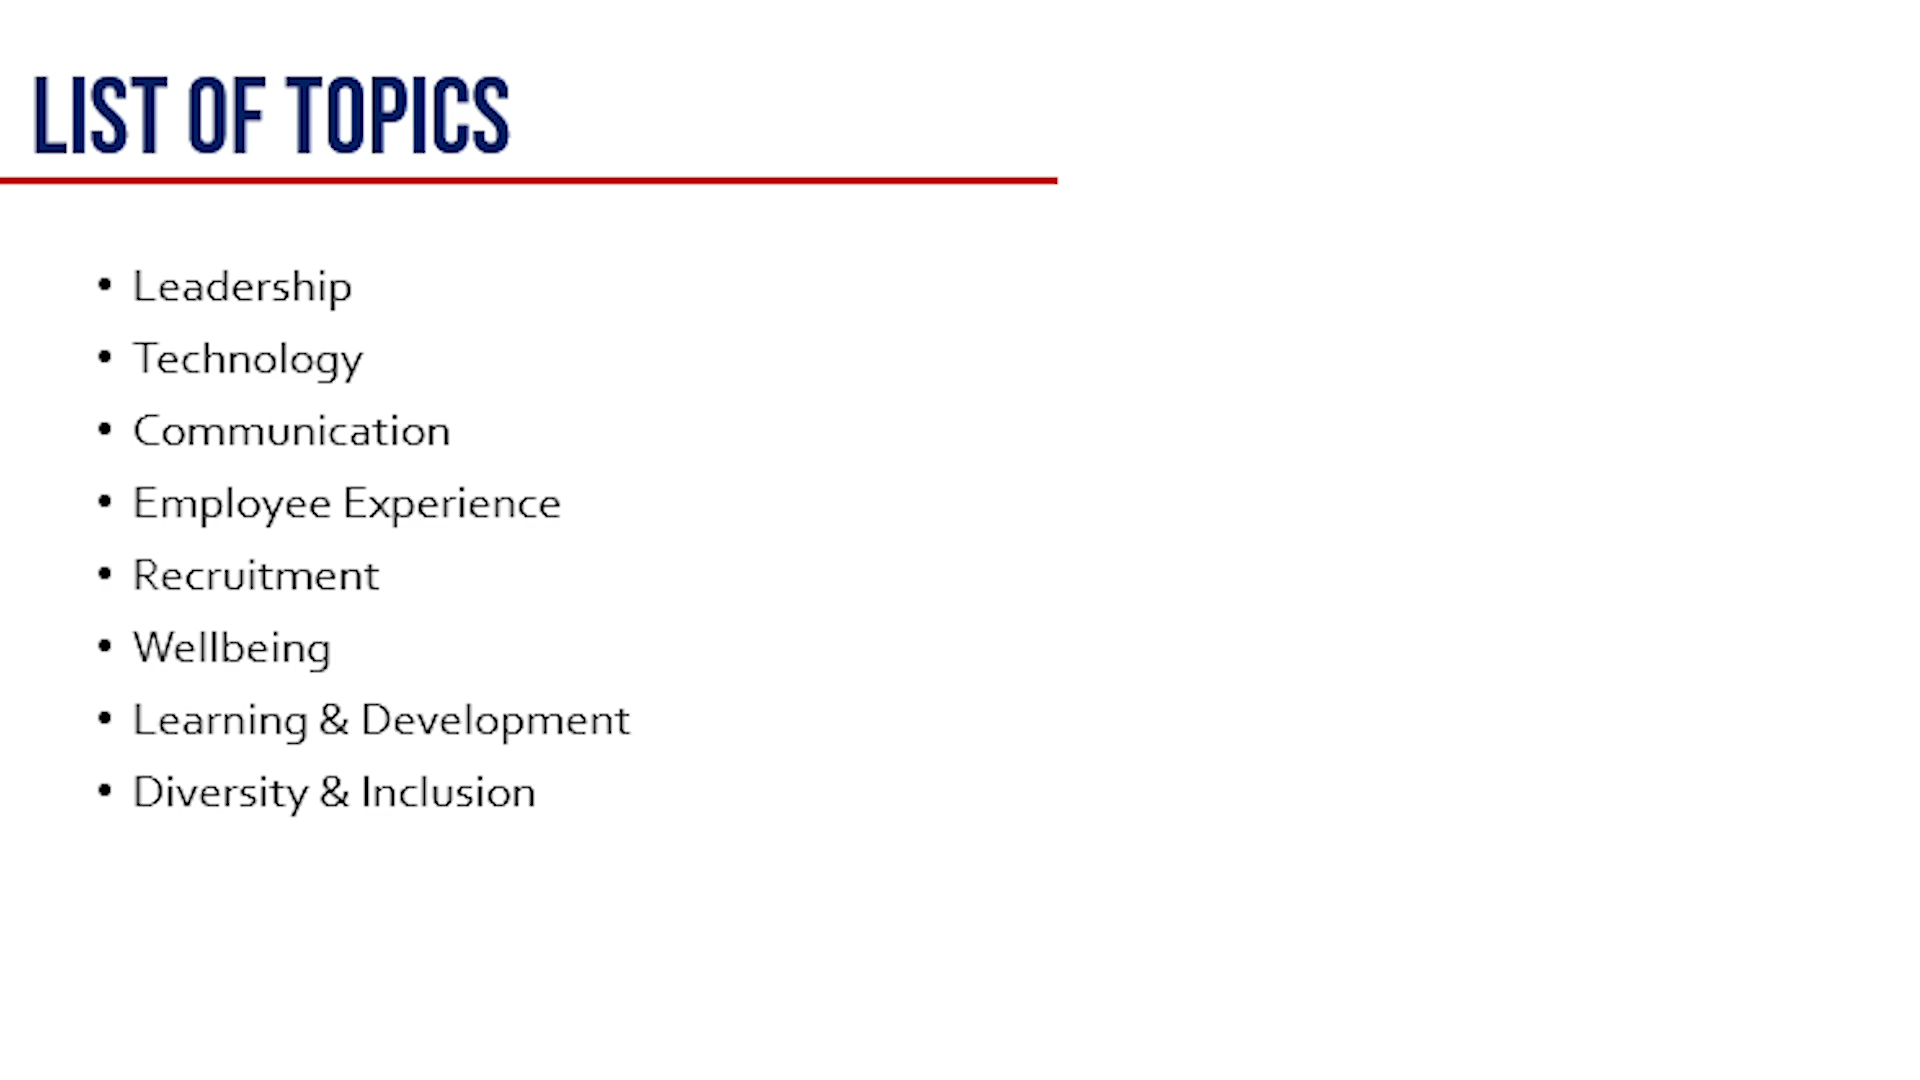 LIST OF TOPICS
• Leadership
• Technology
• Communication
• Employee Experience
• Recruitment
• Wellbeing
• Learning & Development
• Diversity & Inclusion